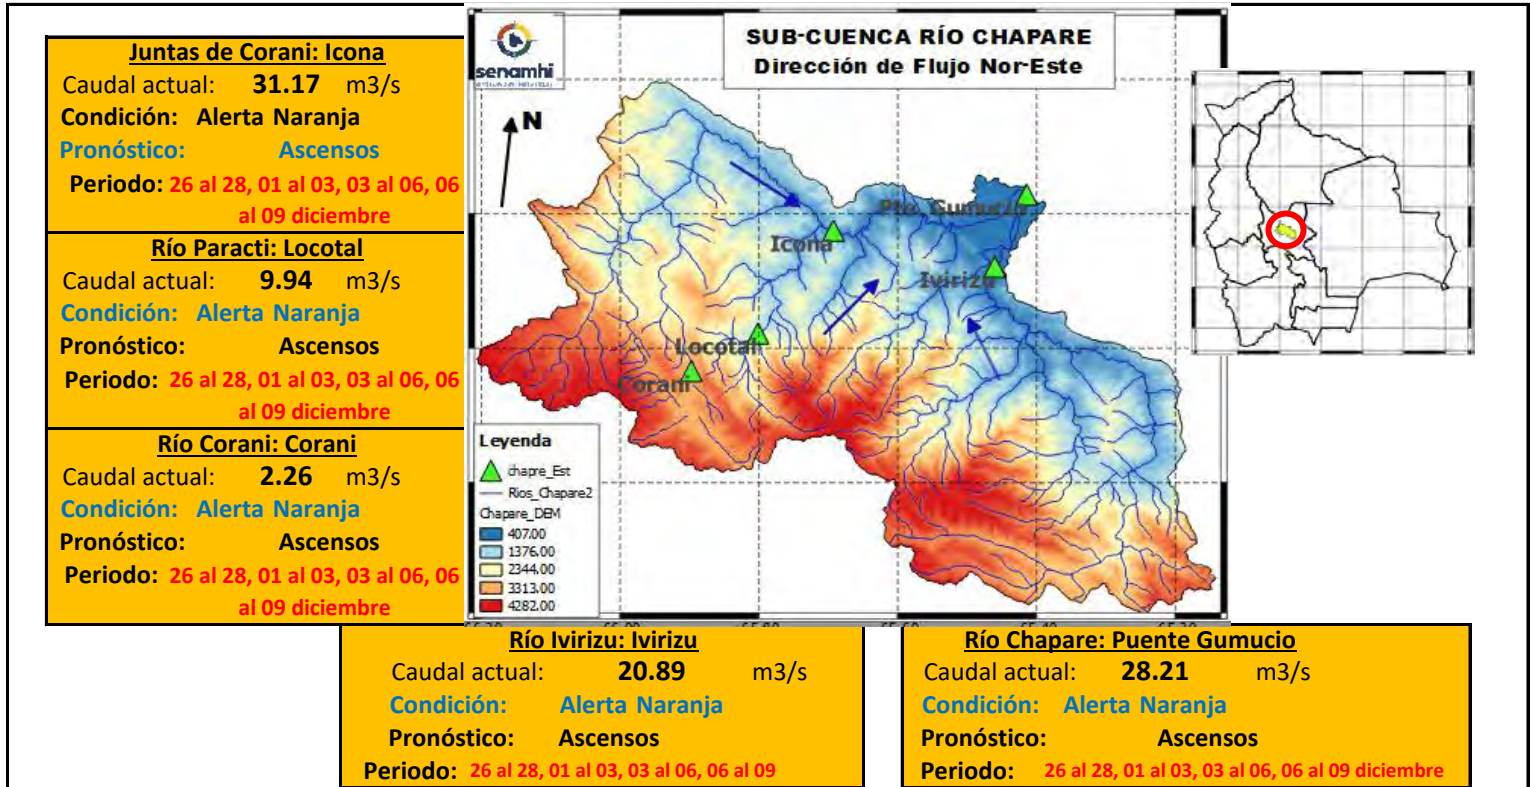 Juntas de Corani: Icona
Caudal actual: 31.17 m3/s
Condición: Alerta Naranja
Pronóstico: Ascensos
Periodo: 26 al 28, 01 al 03, 03 al 06, 06
al 09 diciembre
Río Paracti: Locotal
Caudal actual: 9.94 m3/s
Condición: Alerta Naranja
Pronóstico: Ascensos
Periodo: 26 al 28, 01 al 03, 03 al 06, 06
al 09 diciembre
Río Corani: Corani
Caudal actual: 2.26 m3/s
Condición: Alerta Naranja
Pronóstico: Ascensos
Periodo: 26 al 28, 01 al 03, 03 al 06, 06
al 09 diciembre
senamhi
SUB-CUENCA RÍO CHAPARE
Dirección de Flujo Nor-Este
N
Pte. Gumucio
Icona
Ivirizu
Locotal
Corani
Leyenda
chapre_Est
Rios_Chapare2
Chapare_DEM
407.00
1376.00
2344.00
3313.00
4282.00
Río Ivirizu: Ivirizu
Caudal actual: 20.89 m3/s
Condición: Alerta Naranja
Pronóstico: Ascensos
Periodo: 26 al 28, 01 al 03, 03 al 06, 06 al 09
Río Chapare: Puente Gumucio
Caudal actual: 28.21 m3/s
Condición: Alerta Naranja
Pronóstico: Ascensos
Periodo: 26 al 28, 01 al 03, 03 al 06, 06 al 09 diciembre